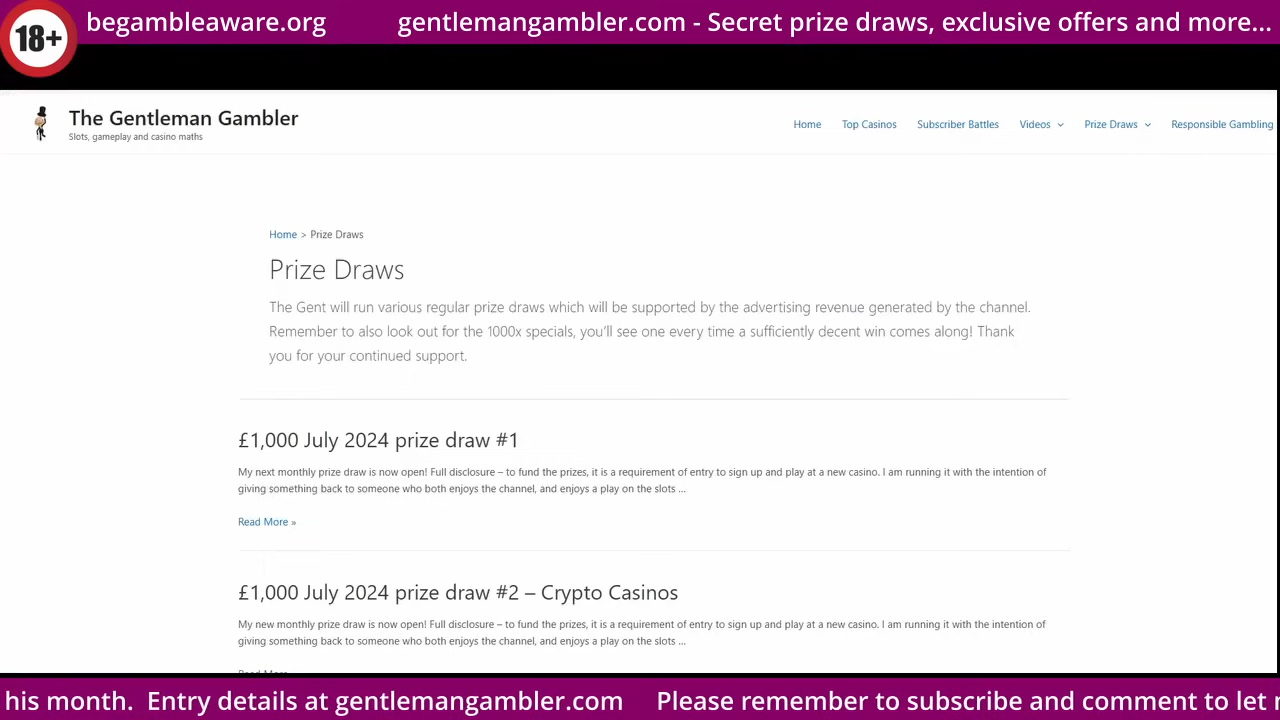 18+
begambleaware.org
gentlemangambler.com - Secret prize draws, exclusive offers and more...
The Gentleman Gambler
Slots, gameplay and casino maths
Home Top Casinos Subscriber Battles Videos Prize Draws Responsible Gambling
Home > Prize Draws
Prize Draws
The Gent will run various regular prize draws which will be supported by the advertising revenue generated by the channel.
Remember to also look out for the 1000x specials, you'll see one every time a sufficiently decent win comes along! Thank
you for your continued support.
£1,000 July 2024 prize draw #1
My next monthly prize draw is now open! Full disclosure – to fund the prizes, it is a requirement of entry to sign up and play at a new casino. I am running it with the intention of
giving something back to someone who both enjoys the channel, and enjoys a play on the slots ...
Read More »
£1,000 July 2024 prize draw #2 – Crypto Casinos
My new monthly prize draw is now open! Full disclosure – to fund the prizes, it is a requirement of entry to sign up and play at a new casino. I am running it with the intention of
giving something back to someone who both enjoys the channel, and enjoys a play on the slots ...
Read More
his month. Entry details at gentlemangambler.com Please remember to subscribe and comment to let